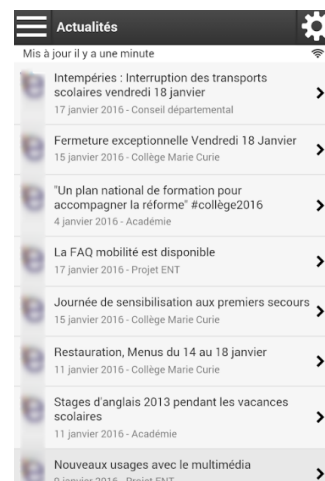 Actualités
Mis à jour il y a une minute
Intempéries : Interruption des transports
scolaires vendredi 18 janvier
17 janvier 2016 - Conseil départemental
Fermeture exceptionnelle Vendredi 18 Janvier
15 janvier 2016 - Collège Marie Curie
"Un plan national de formation pour
accompagner la réforme" #collège2016
4 janvier 2016 - Académie
La FAQ mobilité est disponible
17 janvier 2016 - Projet ENT
Journée de sensibilisation aux premiers secours
15 janvier 2016 - Collège Marie Curie
Restauration, Menus du 14 au 18 janvier
11 janvier 2016 - Collège Marie Curie
Stages d'anglais 2013 pendant les vacances
scolaires
11 janvier 2016 - Académie
Nouveaux usages avec le multimédia
9 janvier 2016 - Projet ENT